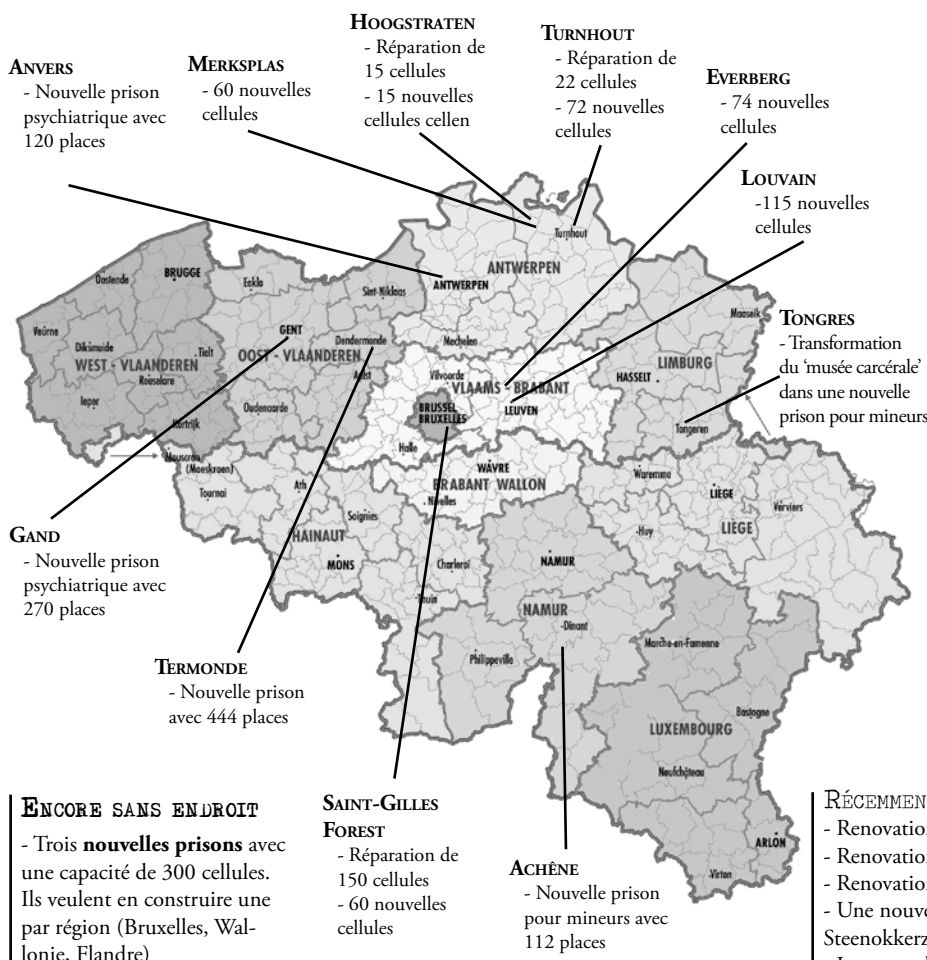 HOOGSTRATEN
- Réparation de
15 cellules
- 15 nouvelles
cellules cellen
TURNHOUT
- Réparation de
22 cellules
- 72 nouvelles
cellules
ANVERS
- Nouvelle prison
psychiatrique avec
120 places
MERKSPLAS
- 60 nouvelles
cellules
EVERBERG
- 74 nouvelles
cellules
LOUVAIN
-115 nouvelles
cellules
TONGRES
- Transformation
du ‘musée carcérale’
dans une nouvelle
prison pour mineurs
Turnhout
ANTWERPEN
ANTWERPEN
Oostende
BRUGGE
Eeklo
Sint-Niklaas
Maaseik
Veurne
Diksmuide
WEST - VLAANDEREN
Tielt
Roeselare
Ieper
Kortrijk
GENT
OOST - VLAANDEREN
Dendermonde
Aalst
Oudenaarde
Mechelen
Vilvoorde
VLAAMS - BRABANT
BRUSSEL
BRUXELLES
LEUVEN
Halle
LIMBURG
HASSELT
Tongeren
Mouscron
(Moeskroen)
Tournai
Ath
Soignies
HAINAUT
MONS
Charleroi
Thuin
WAVRE
BRABANT WALLON
Nivelles
Waremme
LIÈGE
LIÈGE
Verviers
Huy
NAMUR
NAMUR
Dinant
Philippeville
Marche-en-Famenne
LUXEMBOURG
Bastogne
Neufchâteau
ARLON
Virton
GAND
- Nouvelle prison
psychiatrique avec
270 places
TERMONDE
- Nouvelle prison
avec 444 places
SAINT-GILLES
FOREST
- Réparation de
150 cellules
- 60 nouvelles
cellules
ACHÊNE
- Nouvelle prison
pour mineurs avec
112 places
ENCORE SANS ENDROIT
- Trois nouvelles prisons avec
une capacité de 300 cellules.
Ils veulent en construire une
par région (Bruxelles, Wal-
lonie, Flandre)
RÉCEMMEN
- Renovation
- Renovation
- Renovation
- Une nouve
Steenokkerz